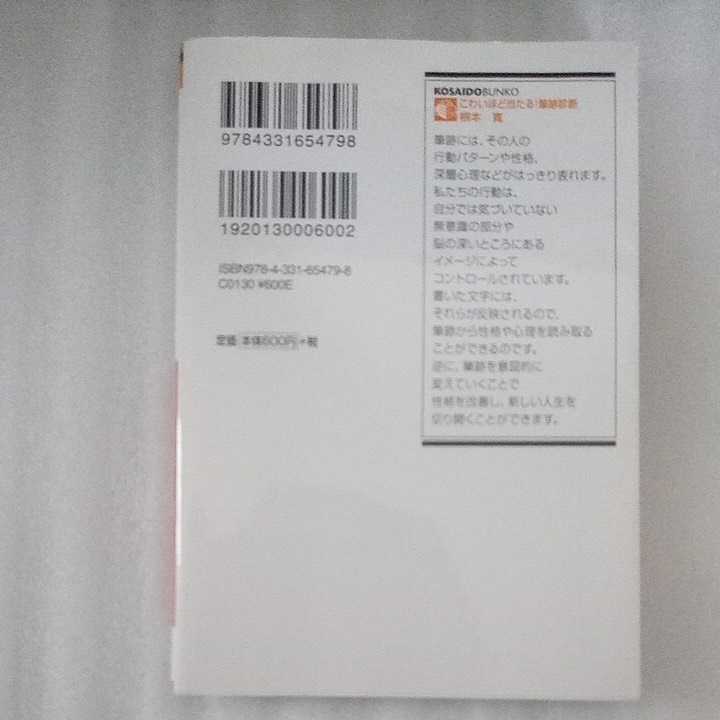 9784331654798
1920130006002
ISBN978-4-331-65479-8
C0130 ¥600E
定価 本体600円+税
KOSAIDOBUNKO
こわいほど当たる!筆跡診断
根本 寛
筆跡には、その人の
行動パターンや性格、
深層心理などがはっきり表れます。
私たちの行動は、
自分では気づいていない
無意識の部分や
脳の深いところにある
イメージによって
コントロールされています。
書いた文字には、
それらが反映されるので、
筆跡から性格や心理を読み取る
ことができるのです。
逆に、筆跡を意図的に
変えていくことで
性格を改善し、新しい人生を
切り開くことができます。